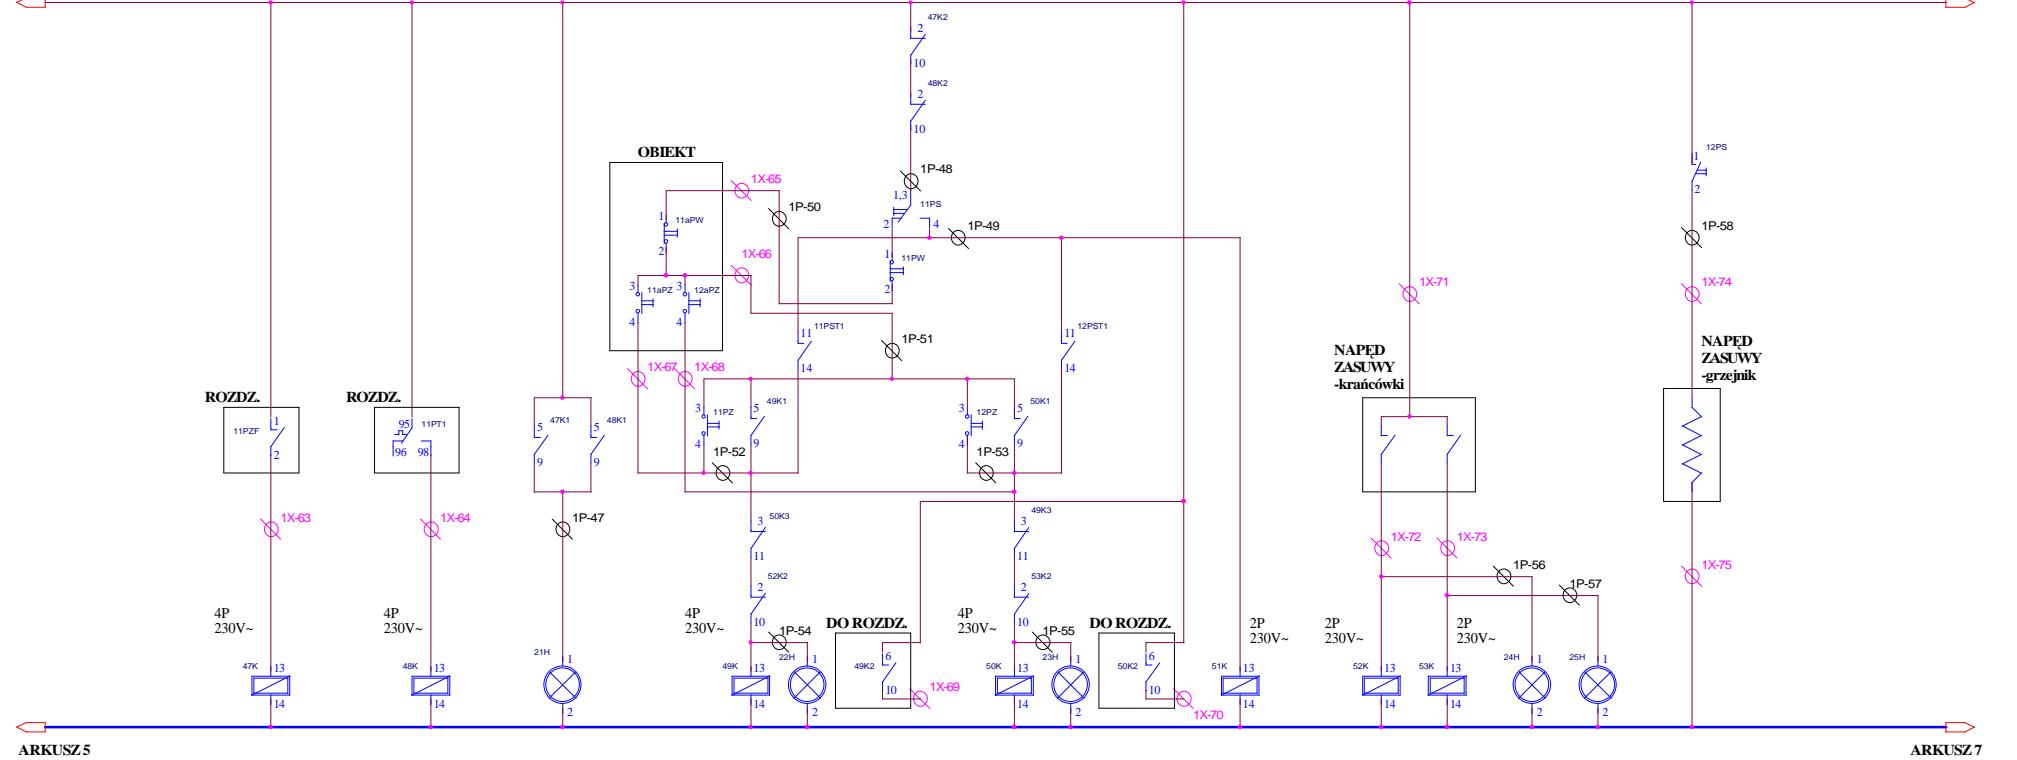 47K2
2
10
48K2
2
10
OBIEKT
1X-65
1P-48
1P-50
1,3
11PS
2
4
1P-49
1
11aPW
2
1X-66
1
11PW
2
3
11aPZ
4
3
12aPZ
4
12PS
1
2
1P-58
1X-71
1X-74
11
11PST1
14
1P-51
11
12PST1
14
1X-67
1X-68
NAPĘD
ZASUWY
-krańcówki
NAPĘD
ZASUWY
-grzejnik
ROZDZ.
11PZF
1
2
ROZDZ.
95
11PT1
96
98
5
47K1
9
5
48K1
9
3
11PZ
4
5
49K1
9
1P-52
3
12PZ
4
5
50K1
9
1P-53
1X-63
1X-64
1P-47
3
50K3
11
3
49K3
11
1X-72
1X-73
1P-56
1P-57
1X-75
2
52K2
10
2
53K2
10
4P
230V~
4P
230V~
4P
230V~
1P-54
DO ROZDZ.
4P
230V~
1P-55
DO ROZDZ.
2P
230V~
2P
230V~
2P
230V~
47K
13
14
48K
13
14
21H
1
2
49K
13
14
22H
1
2
49K2
6
10
1X-69
50K
13
14
23H
1
2
50K2
6
10
1X-70
51K
13
14
52K
13
14
53K
13
14
24H
1
2
25H
1
2
ARKUSZ 5
ARKUSZ 7